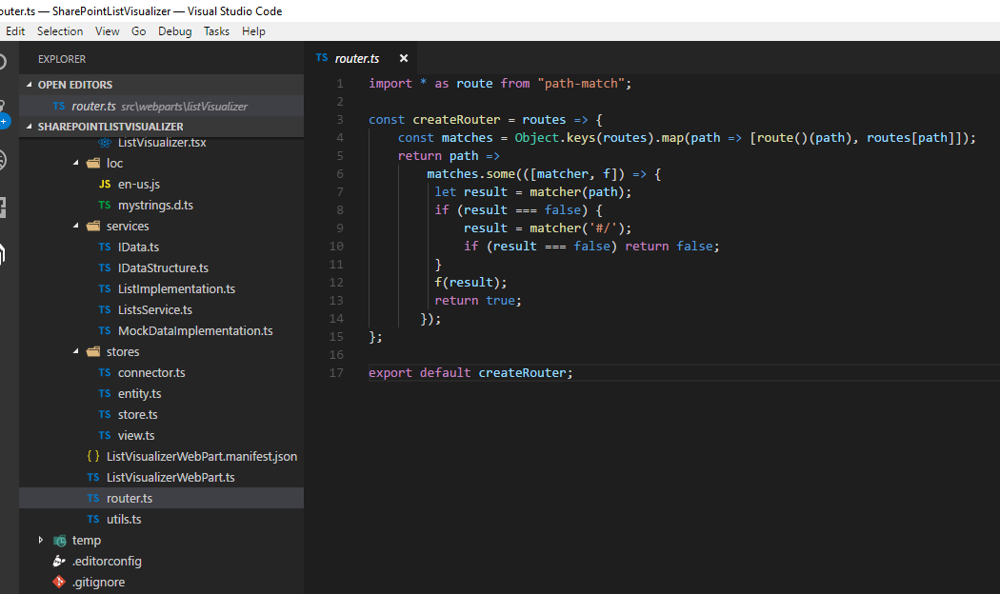 outer.ts — SharePointListVisualizer — Visual Studio Code
Edit Selection View Go Debug Tasks Help
EXPLORER
OPEN EDITORS
TS router.ts src\webparts\listVisualizer
SHAREPOINTLISTVISUALIZER
ListVisualizer.tsx
loc
JS en-us.js
TS mystrings.d.ts
services
TS IData.ts
TS IDataStructure.ts
TS ListImplementation.ts
TS ListsService.ts
TS MockDataImplementation.ts
stores
TS connector.ts
TS entity.ts
TS store.ts
TS view.ts
{ } ListVisualizerWebPart.manifest.json
TS ListVisualizerWebPart.ts
TS router.ts
TS utils.ts
temp
.editorconfig
.gitignore
TS router.ts ×
1 import * as route from "path-match";
2
3 const createRouter = routes => {
4 const matches = Object.keys(routes).map(path => [route()(path), routes[path]]);
5 return path =>
6 matches.some(([matcher, f]) => {
7 let result = matcher(path);
8 if (result === false) {
9 result = matcher('#/');
10 if (result === false) return false;
11 }
12 f(result);
13 return true;
14 });
15 };
16
17 export default createRouter;